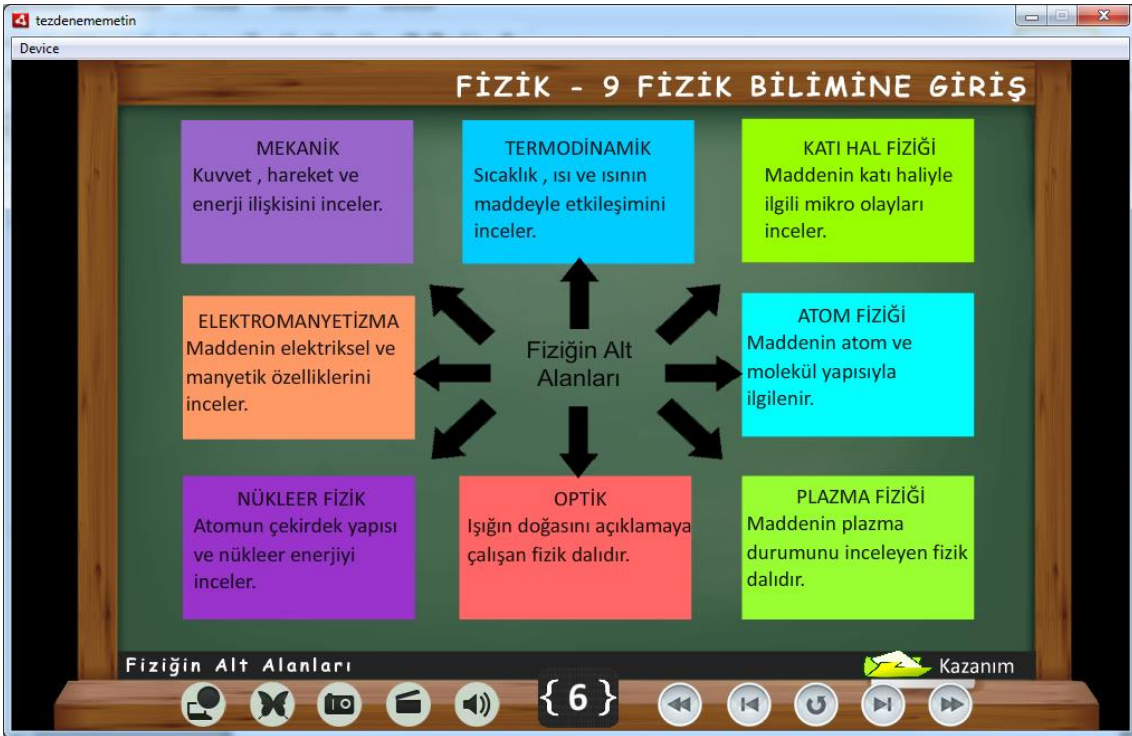 tezdenememetin
Device
FİZİK - 9 FİZİK BİLİMİNE GİRİŞ
MEKANİK
Kuvvet , hareket ve
enerji ilişkisini inceler.
TERMODİNAMİK
Sıcaklık , ısı ve ısının
maddeyle etkileşimini
inceler.
KATI HAL FİZİĞİ
Maddenin katı haliyle
ilgili mikro olayları
inceler.
ELEKTROMANYETİZMA
Maddenin elektriksel ve
manyetik özelliklerini
inceler.
Fiziğin Alt
Alanları
ATOM FİZİĞİ
Maddenin atom ve
molekül yapısıyla
ilgilenir.
NÜKLEER FİZİK
Atomun çekirdek yapısı
ve nükleer enerjiyi
inceler.
OPTİK
Işığın doğasını açıklamaya
çalışan fizik dalıdır.
PLAZMA FİZİĞİ
Maddenin plazma
durumunu inceleyen fizik
dalıdır.
Fiziğin Alt Alanları
Kazanım
{6}